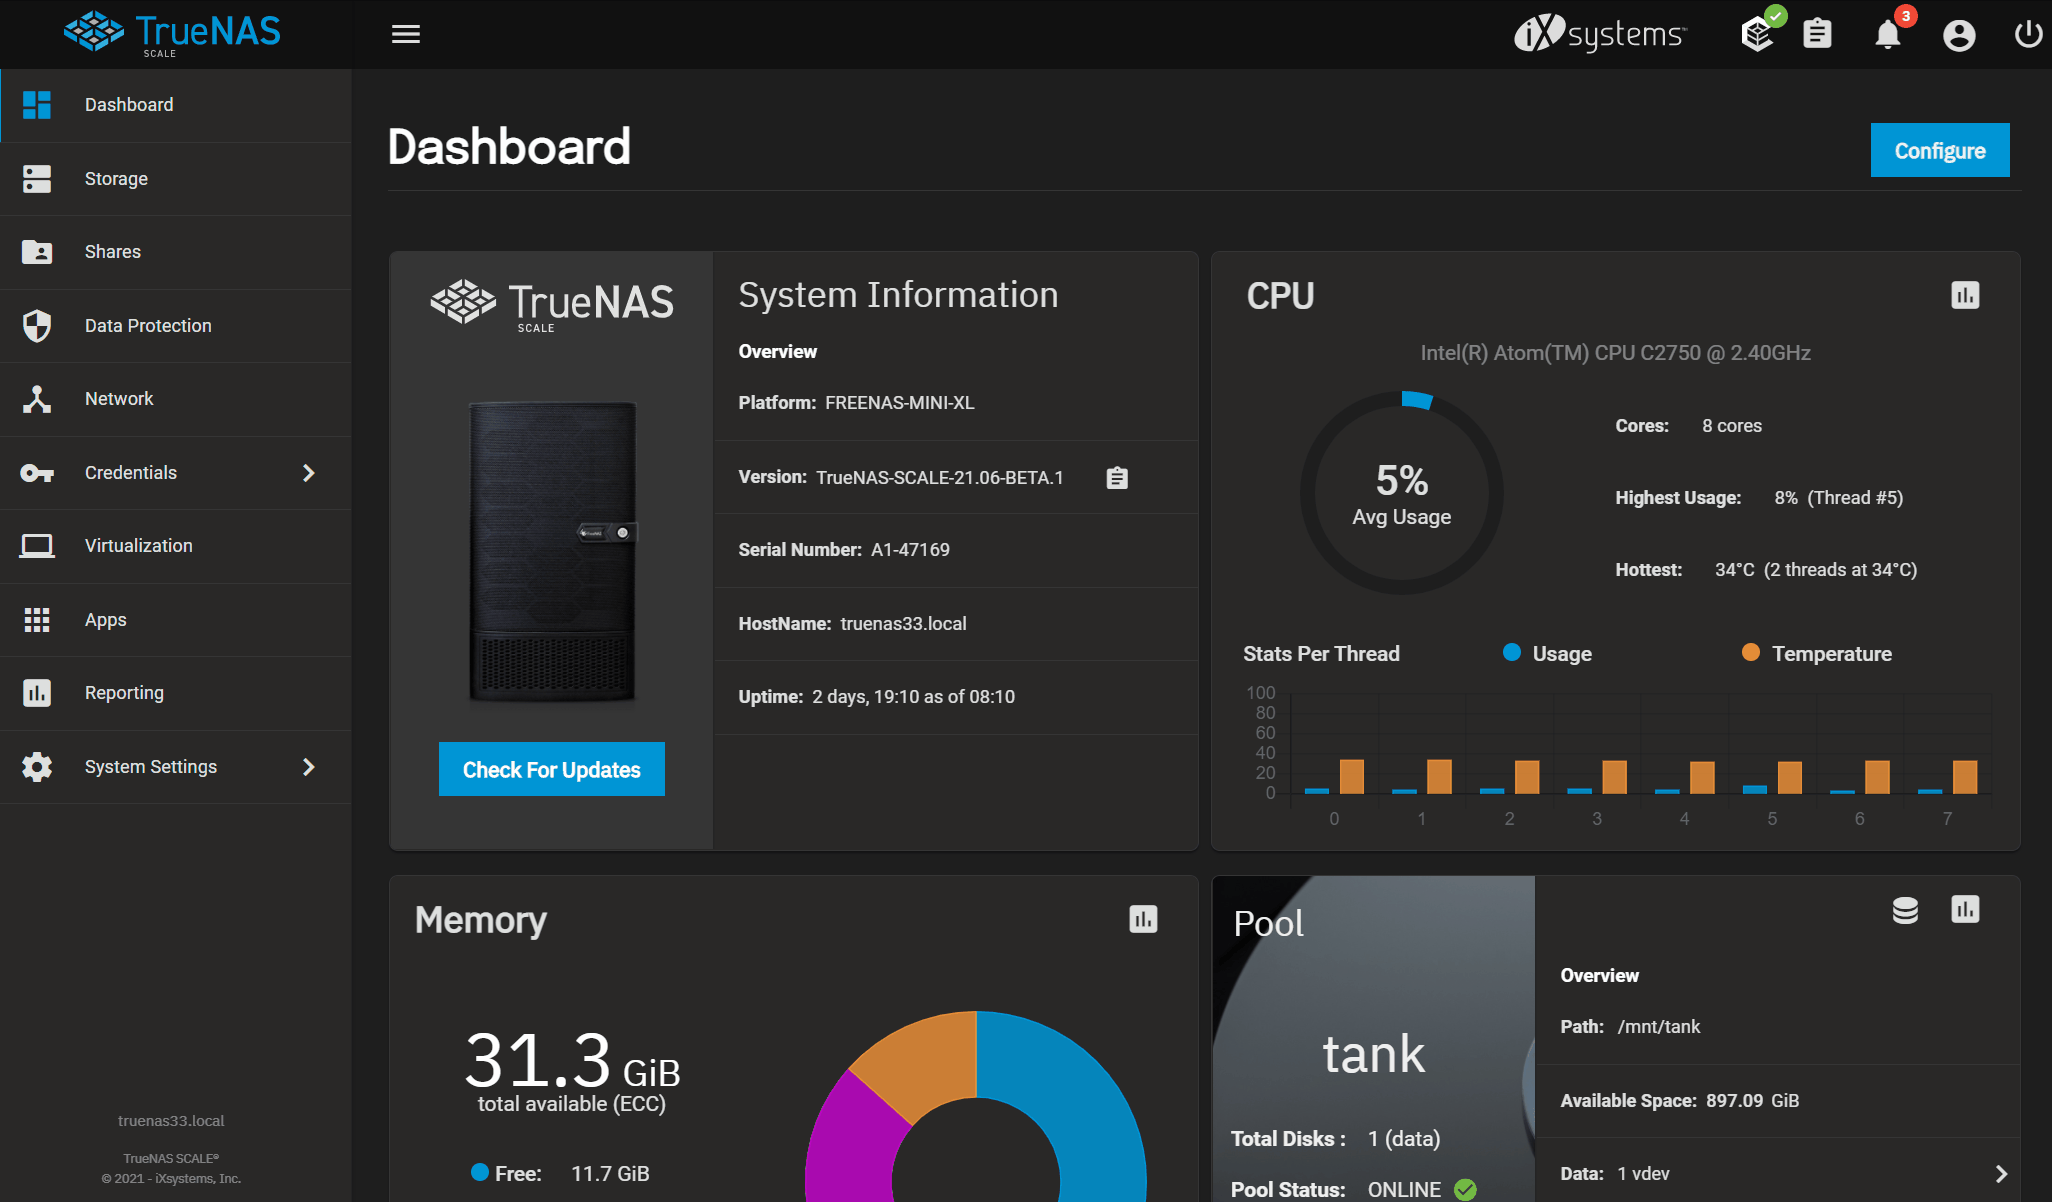 TrueNAS
SCALE
iXsystems™
3
Dashboard
Storage
Shares
Data Protection
Network
Credentials
Virtualization
Apps
Reporting
System Settings
truenas33.local
TrueNAS SCALE®
© 2021 - iXsystems, Inc.
Dashboard
Configure
TrueNAS
SCALE
Check For Updates
System Information
Overview
Platform: FREENAS-MINI-XL
Version: TrueNAS-SCALE-21.06-BETA.1
Serial Number: A1-47169
HostName: truenas33.local
Uptime: 2 days, 19:10 as of 08:10
CPU
Intel(R) Atom(TM) CPU C2750 @ 2.40GHz
5%
Avg Usage
Cores: 8 cores
Highest Usage: 8% (Thread #5)
Hottest: 34°C (2 threads at 34°C)
Stats Per Thread Usage Temperature
100
80
60
40
20
0
0 1 2 3 4 5 6 7
Memory
31.3 GiB
total available (ECC)
Free: 11.7 GiB
Pool
tank
Total Disks : 1 (data)
Pool Status: ONLINE
Overview
Path: /mnt/tank
Available Space: 897.09 GiB
Data: 1 vdev